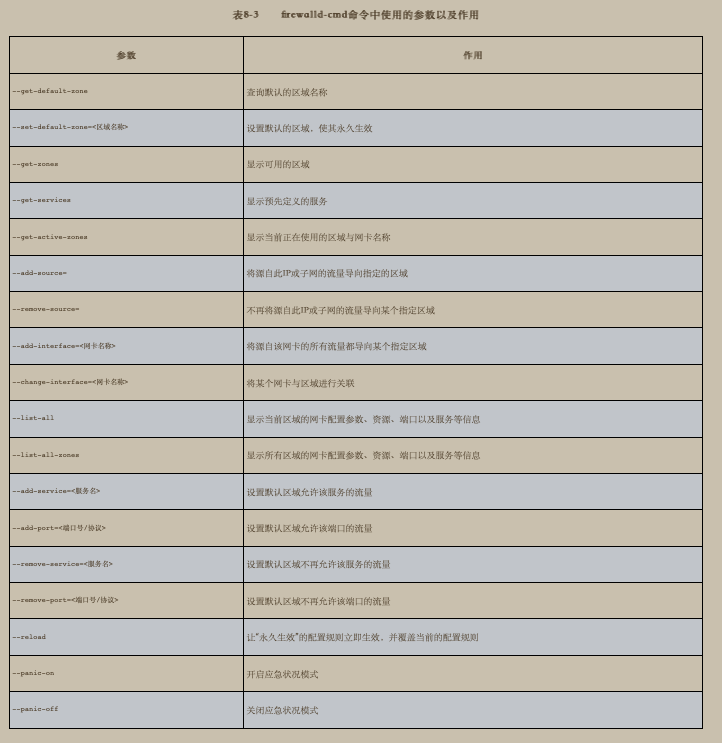 表8-3 firewalld-cmd命令中使用的参数以及作用
参数 作用
--get-default-zone 查询默认的区域名称
--set-default-zone=<区域名称> 设置默认的区域，使其永久生效
--get-zones 显示可用的区域
--get-services 显示预先定义的服务
--get-active-zones 显示当前正在使用的区域与网卡名称
--add-source= 将源自此IP或子网的流量导向指定的区域
--remove-source= 不再将源自此IP或子网的流量导向某个指定区域
--add-interface=<网卡名称> 将源自该网卡的所有流量都导向某个指定区域
--change-interface=<网卡名称> 将某个网卡与区域进行关联
--list-all 显示当前区域的网卡配置参数、资源、端口以及服务等信息
--list-all-zones 显示所有区域的网卡配置参数、资源、端口以及服务等信息
--add-service=<服务名> 设置默认区域允许该服务的流量
--add-port=<端口号/协议> 设置默认区域允许该端口的流量
--remove-service=<服务名> 设置默认区域不再允许该服务的流量
--remove-port=<端口号/协议> 设置默认区域不再允许该端口的流量
--reload 让“永久生效”的配置规则立即生效，并覆盖当前的配置规则
--panic-on 开启应急状况模式
--panic-off 关闭应急状况模式